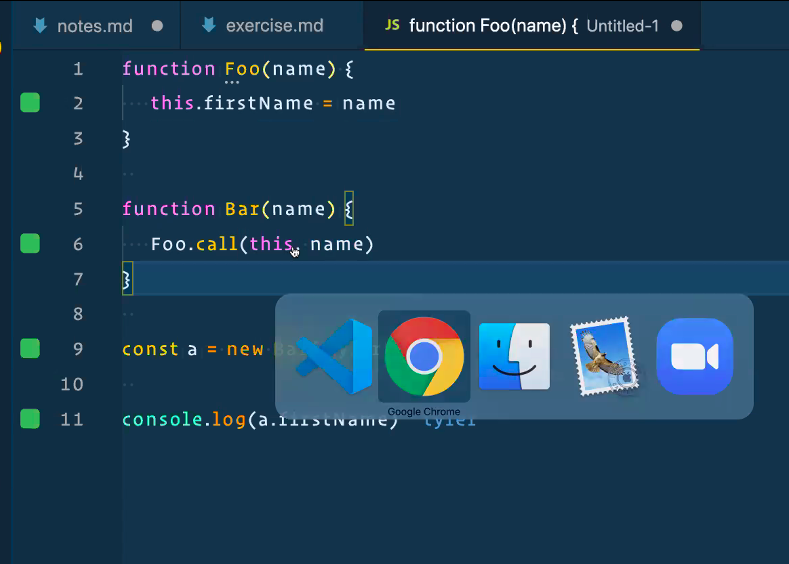 notes.md
exercise.md
JS function Foo(name) { Untitled-1
1 function Foo(name) {
2 this.firstName = name
3 }
4
5 function Bar(name) {
6 Foo.call(this, name)
7 }
8
9 const a = new
10
11 console.log(a.firstName) tyler
Google Chrome